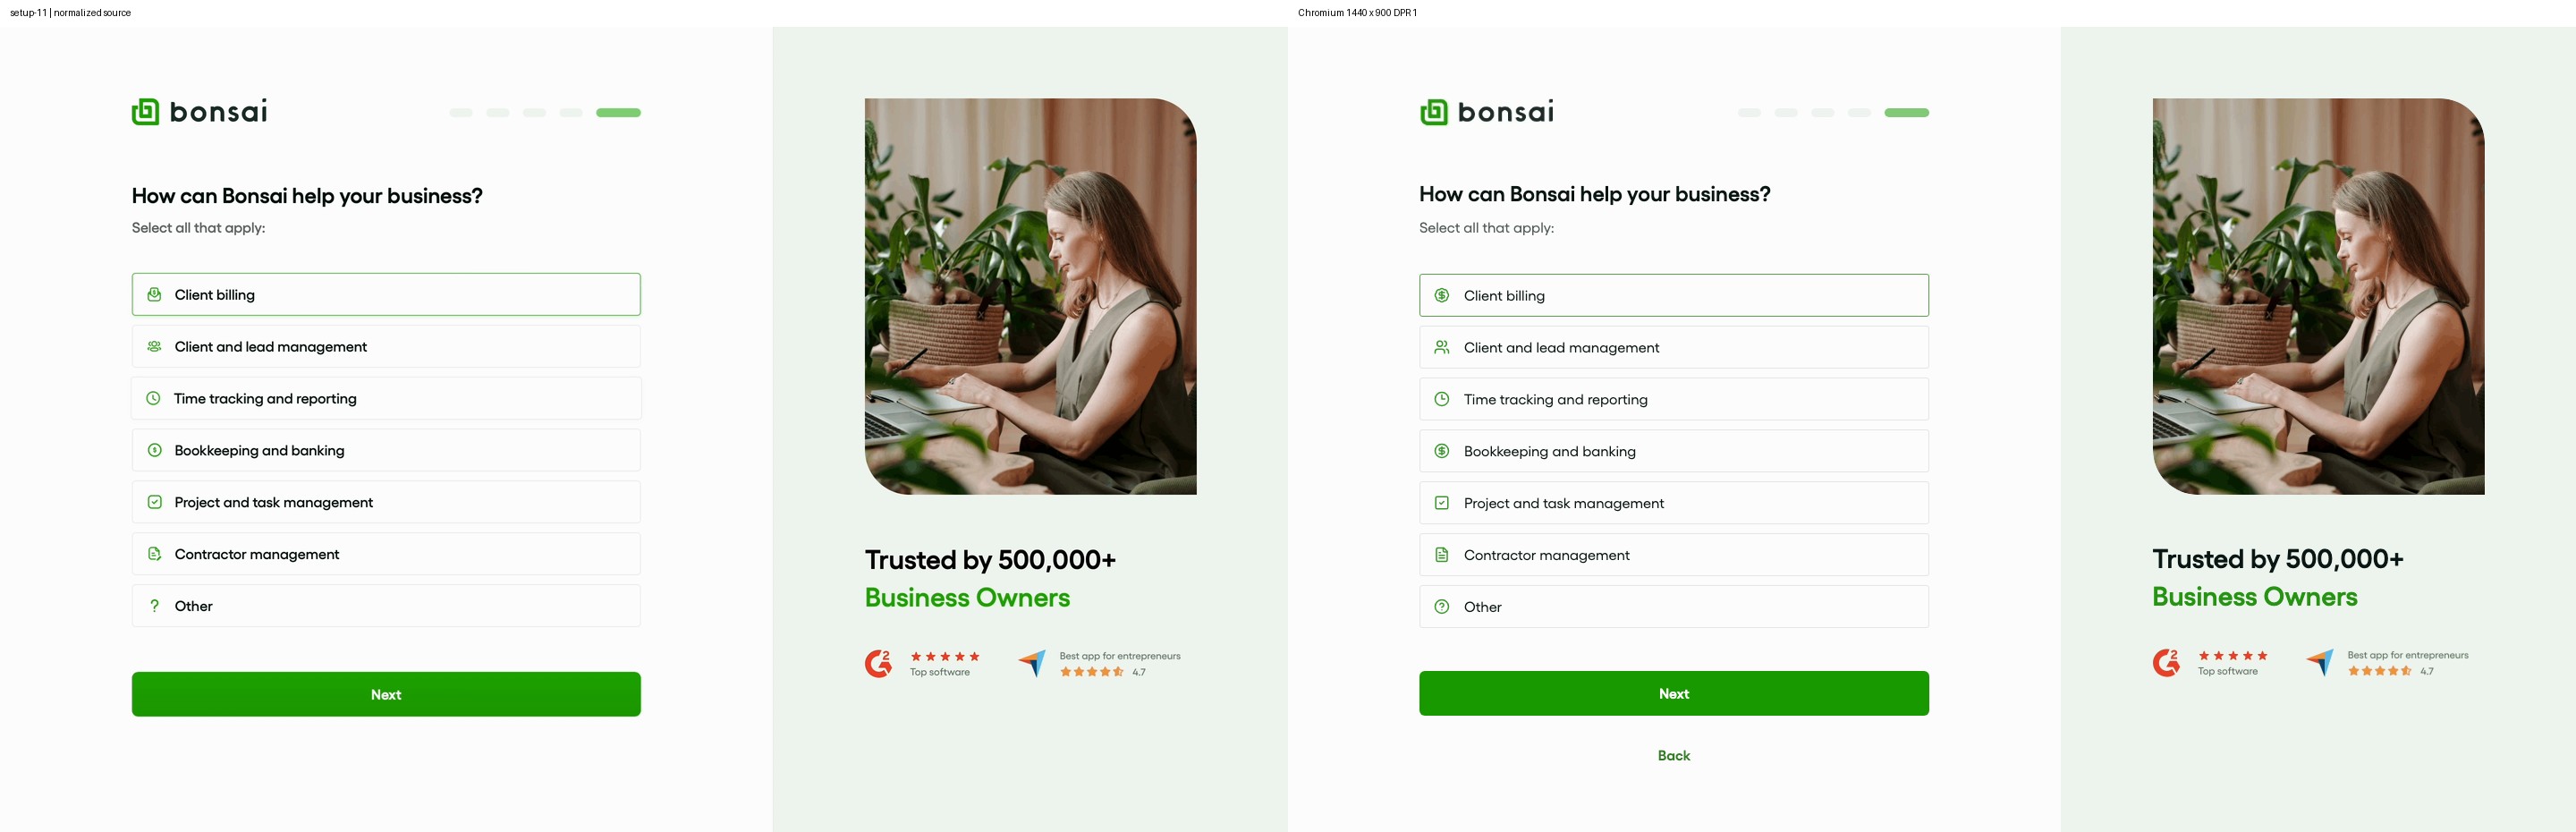 setup-11 | normalized source
bonsai
How can Bonsai help your business?
Select all that apply:
Client billing
Client and lead management
Time tracking and reporting
Bookkeeping and banking
Project and task management
Contractor management
Other
Next
Trusted by 500,000+
Business Owners
G2
Top software
Best app for entrepreneurs
4.7
Chromium 1440 x 900 DPR 1
bonsai
How can Bonsai help your business?
Select all that apply:
Client billing
Client and lead management
Time tracking and reporting
Bookkeeping and banking
Project and task management
Contractor management
Other
Next
Back
Trusted by 500,000+
Business Owners
G2
Top software
Best app for entrepreneurs
4.7